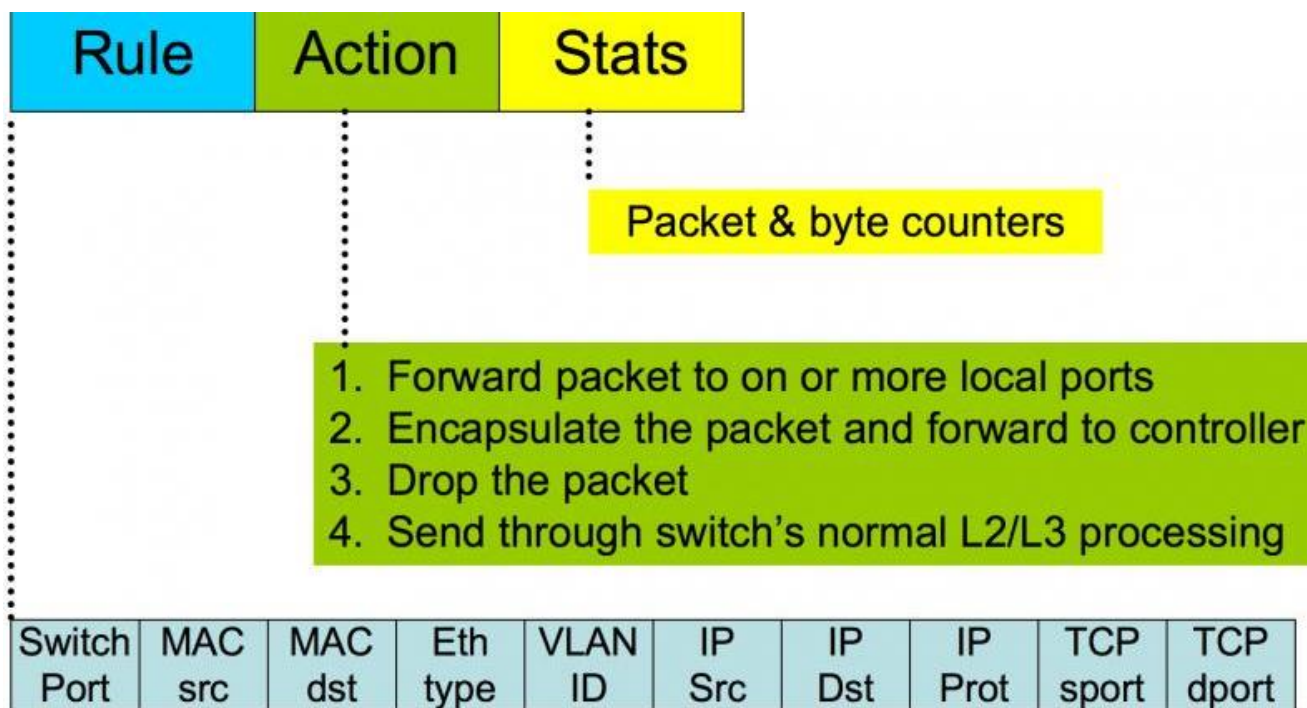 Rule Action Stats
Packet & byte counters
1. Forward packet to on or more local ports
2. Encapsulate the packet and forward to controller
3. Drop the packet
4. Send through switch's normal L2/L3 processing
Switch MAC MAC Eth VLAN IP IP IP TCP TCP
Port src dst type ID Src Dst Prot sport dport